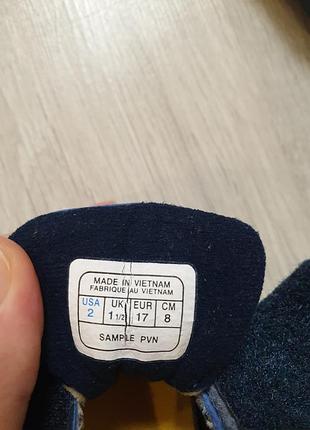 MADE IN VIETNAM
FABRIQUE AU VIETNAM
USA UK EUR CM
2 1 1/2 17 8
SAMPLE PVN